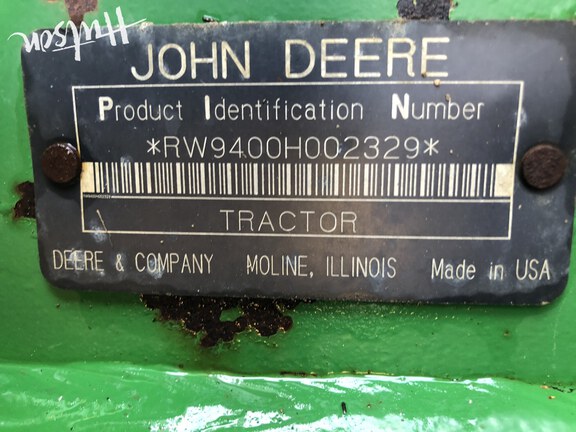 Hutson
JOHN DEERE
Product Identification Number
*RW9400H002329*
TRACTOR
DEERE & COMPANY MOLINE, ILLINOIS Made in USA